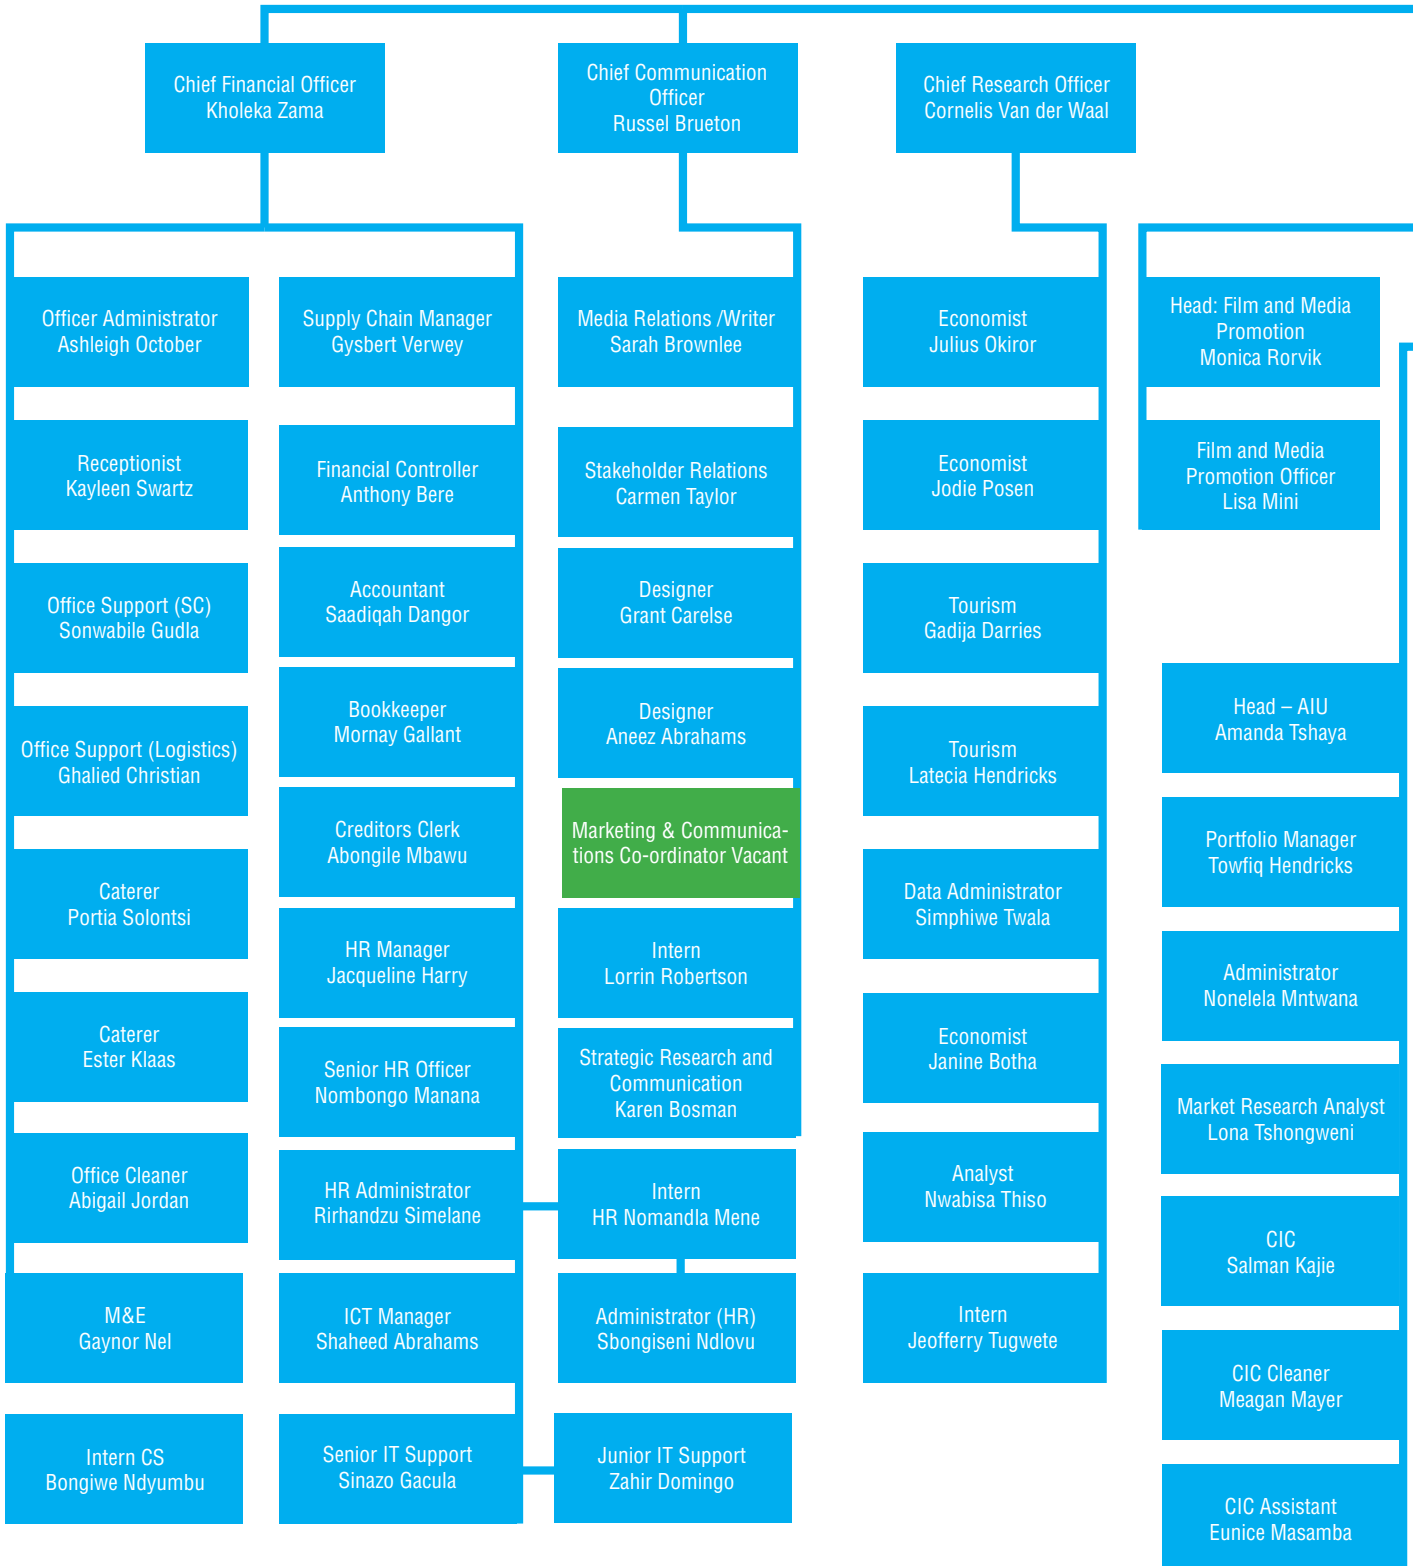 Chief Financial Officer
Kholeka Zama
Chief Communication
Officer
Russel Brueton
Chief Research Officer
Cornelis Van der Waal
Officer Administrator
Ashleigh October
Receptionist
Kayleen Swartz
Office Support (SC)
Sonwabile Gudla
Office Support (Logistics)
Ghalied Christian
Caterer
Portia Solontsi
Caterer
Ester Klaas
Office Cleaner
Abigail Jordan
M&E
Gaynor Nel
Intern CS
Bongiwe Ndyumbu
Supply Chain Manager
Gysbert Verwey
Financial Controller
Anthony Bere
Accountant
Saadiqah Dangor
Bookkeeper
Mornay Gallant
Creditors Clerk
Abongile Mbawu
HR Manager
Jacqueline Harry
Senior HR Officer
Nombongo Manana
HR Administrator
Rirhandzu Simelane
ICT Manager
Shaheed Abrahams
Senior IT Support
Sinazo Gacula
Media Relations /Writer
Sarah Brownlee
Stakeholder Relations
Carmen Taylor
Designer
Grant Carelse
Designer
Aneez Abrahams
Marketing & Communica-
tions Co-ordinator Vacant
Intern
Lorrin Robertson
Strategic Research and
Communication
Karen Bosman
Intern
HR Nomandla Mene
Administrator (HR)
Sbongiseni Ndlovu
Junior IT Support
Zahir Domingo
Economist
Julius Okiror
Economist
Jodie Posen
Tourism
Gadija Darries
Tourism
Latecia Hendricks
Data Administrator
Simphiwe Twala
Economist
Janine Botha
Analyst
Nwabisa Thiso
Intern
Jeofferry Tugwete
Head: Film and Media
Promotion
Monica Rorvik
Film and Media
Promotion Officer
Lisa Mini
Head – AIU
Amanda Tshaya
Portfolio Manager
Towfiq Hendricks
Administrator
Nonelela Mntwana
Market Research Analyst
Lona Tshongweni
CIC
Salman Kajie
CIC Cleaner
Meagan Mayer
CIC Assistant
Eunice Masamba